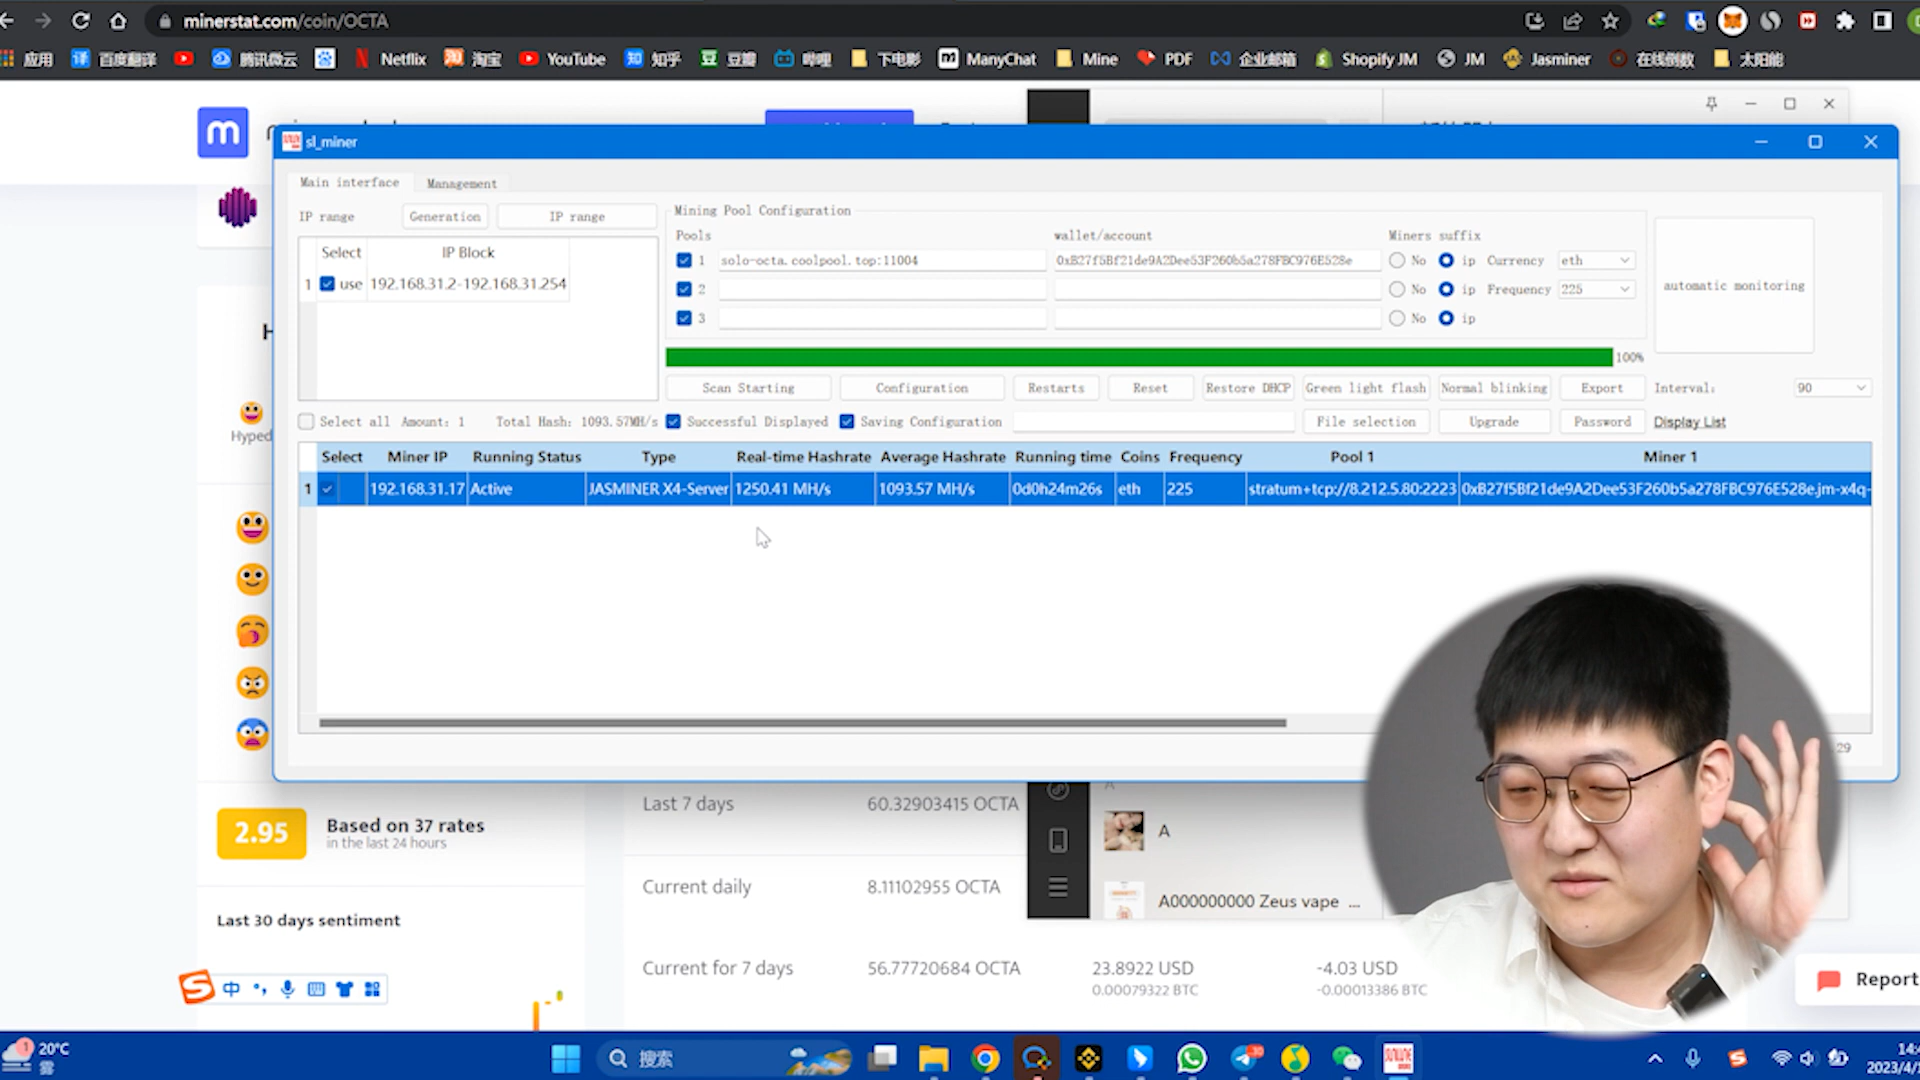 minerstat.com/coin/OCTA
应用 百度翻译 腾讯微云 Netflix 淘宝 YouTube 知乎 豆瓣 哔哩 下电影 ManyChat Mine PDF 企业邮箱 Shopify JM JM Jasminer 在线倒数 太阳能
m
sl_miner
Main interface Management
IP range Generation IP range
Select IP Block
1 use 192.168.31.2-192.168.31.254
Mining Pool Configuration
Pools wallet/account Miners suffix
1 solo-octa.coolpool.top:11004 0xB27f5Bf21de9A2Dee53F260b5a278FBC976E528e No ip Currency eth
2 No ip Frequency 225
3 No ip
automatic monitoring
100%
Scan Starting Configuration Restarts Reset Restore DHCP Green light flash Normal blinking Export Interval: 90
Select all Amount: 1 Total Hash: 1093.57MH/s Successful Displayed Saving Configuration File selection Upgrade Password Display List
Select Miner IP Running Status Type Real-time Hashrate Average Hashrate Running time Coins Frequency Pool 1 Miner 1
1 192.168.31.17 Active JASMINER X4-Server 1250.41 MH/s 1093.57 MH/s 0d0h24m26s eth 225 stratum+tcp://8.212.5.80:2223 0xB27f5Bf21de9A2Dee53F260b5a278FBC976E528e.jm-x4q-
29
Hyped
2.95 Based on 37 rates
in the last 24 hours
Last 30 days sentiment
Last 7 days 60.32903415 OCTA
Current daily 8.11102955 OCTA
Current for 7 days 56.77720684 OCTA 23.8922 USD -4.03 USD
0.00079322 BTC -0.00013386 BTC
A
A000000000 Zeus vape ...
Report
中
20°C
雾
搜索
14:4
2023/4/